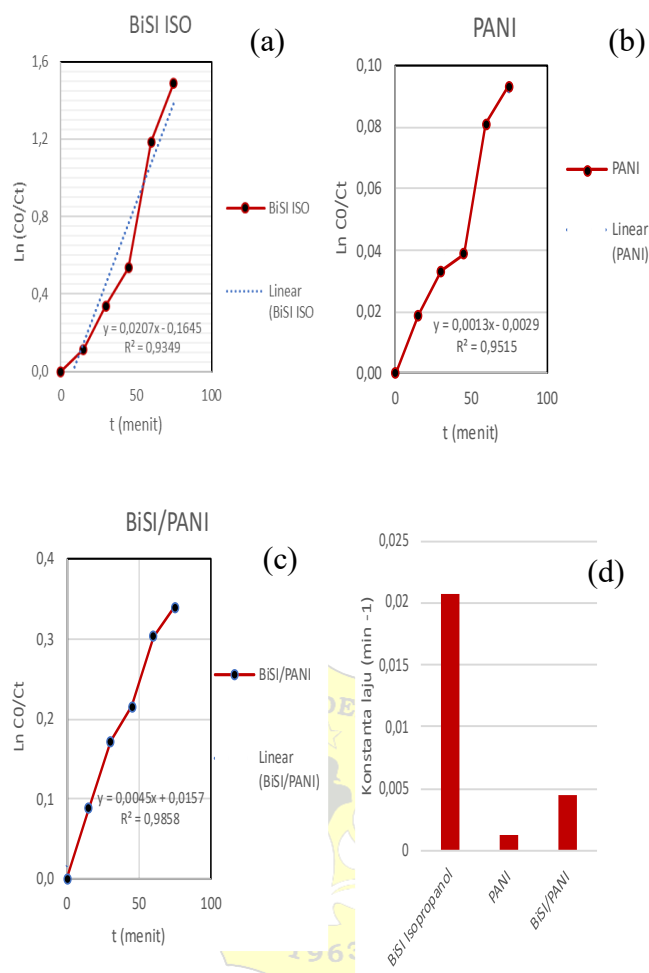 BiSI ISO
(a)
1,6
1,2
0,8
0,4
0,0
Ln (C0/Ct)
y = 0,0207x - 0,1645
R² = 0,9349
0
50
100
t (menit)
BiSI ISO
Linear
(BiSI ISO
PANI
(b)
0,10
0,08
0,06
0,04
0,02
0,00
Ln C0/Ct
y = 0,0013x - 0,0029
R² = 0,9515
0
50
100
t (menit)
PANI
Linear
(PANI)
BiSI/PANI
(c)
0,4
0,3
0,2
0,1
0,0
Ln C0/Ct
y = 0,0045x + 0,0157
R² = 0,9858
0
50
100
t (menit)
BiSI/PANI
Linear
(BiSI/PANI)
(d)
0,025
0,02
0,015
0,01
0,005
0
Konstanta laju (min -1)
BiSI Isopropanol
PANI
BiSI/PANI
DE
1963